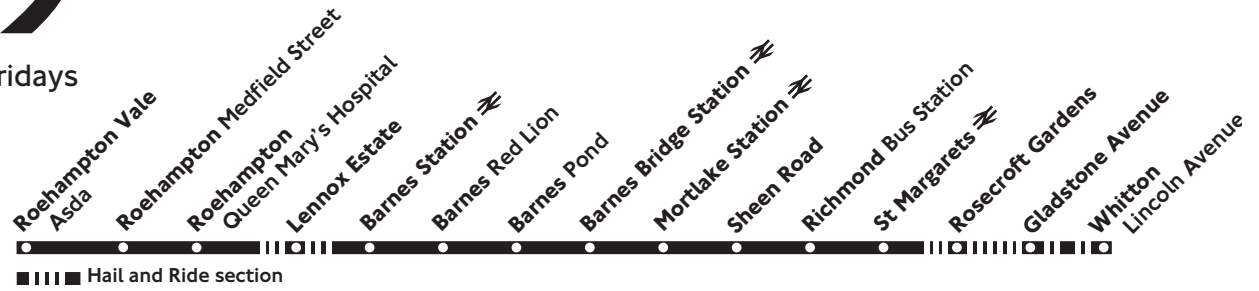 ridays
Roehampton Vale
Asda
Roehampton Medfield Street
Roehampton
Queen Mary's Hospital
Lennox Estate
Barnes Station
Barnes Red Lion
Barnes Pond
Barnes Bridge Station
Mortlake Station
Sheen Road
Richmond Bus Station
St Margarets
Rosecroft Gardens
Gladstone Avenue
Whitton
Lincoln Avenue
Hail and Ride section